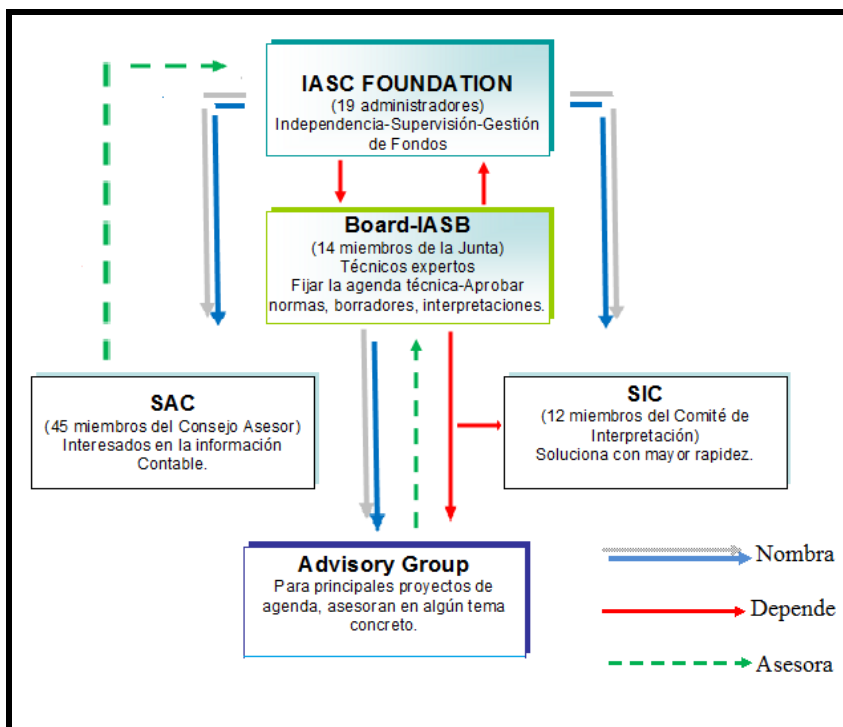 IASC FOUNDATION
(19 administradores)
Independencia-Supervisión-Gestión
de Fondos
Board-IASB
(14 miembros de la Junta)
Técnicos expertos
Fijar la agenda técnica-Aprobar
normas, borradores, interpretaciones.
SAC
(45 miembros del Consejo Asesor)
Interesados en la información
Contable.
SIC
(12 miembros del Comité de
Interpretación)
Soluciona con mayor rapidez.
Advisory Group
Para principales proyectos de
agenda, asesoran en algún tema
concreto.
Nombra
Depende
Asesora